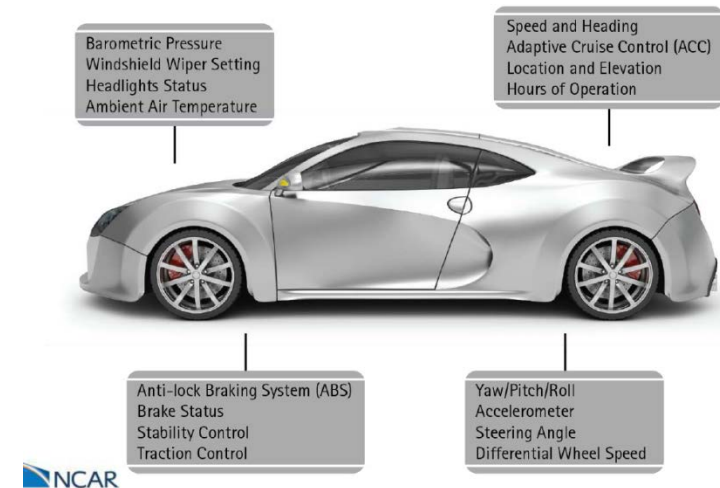 Barometric Pressure
Windshield Wiper Setting
Headlights Status
Ambient Air Temperature
Speed and Heading
Adaptive Cruise Control (ACC)
Location and Elevation
Hours of Operation
Anti-lock Braking System (ABS)
Brake Status
Stability Control
Traction Control
Yaw/Pitch/Roll
Accelerometer
Steering Angle
Differential Wheel Speed
NCAR